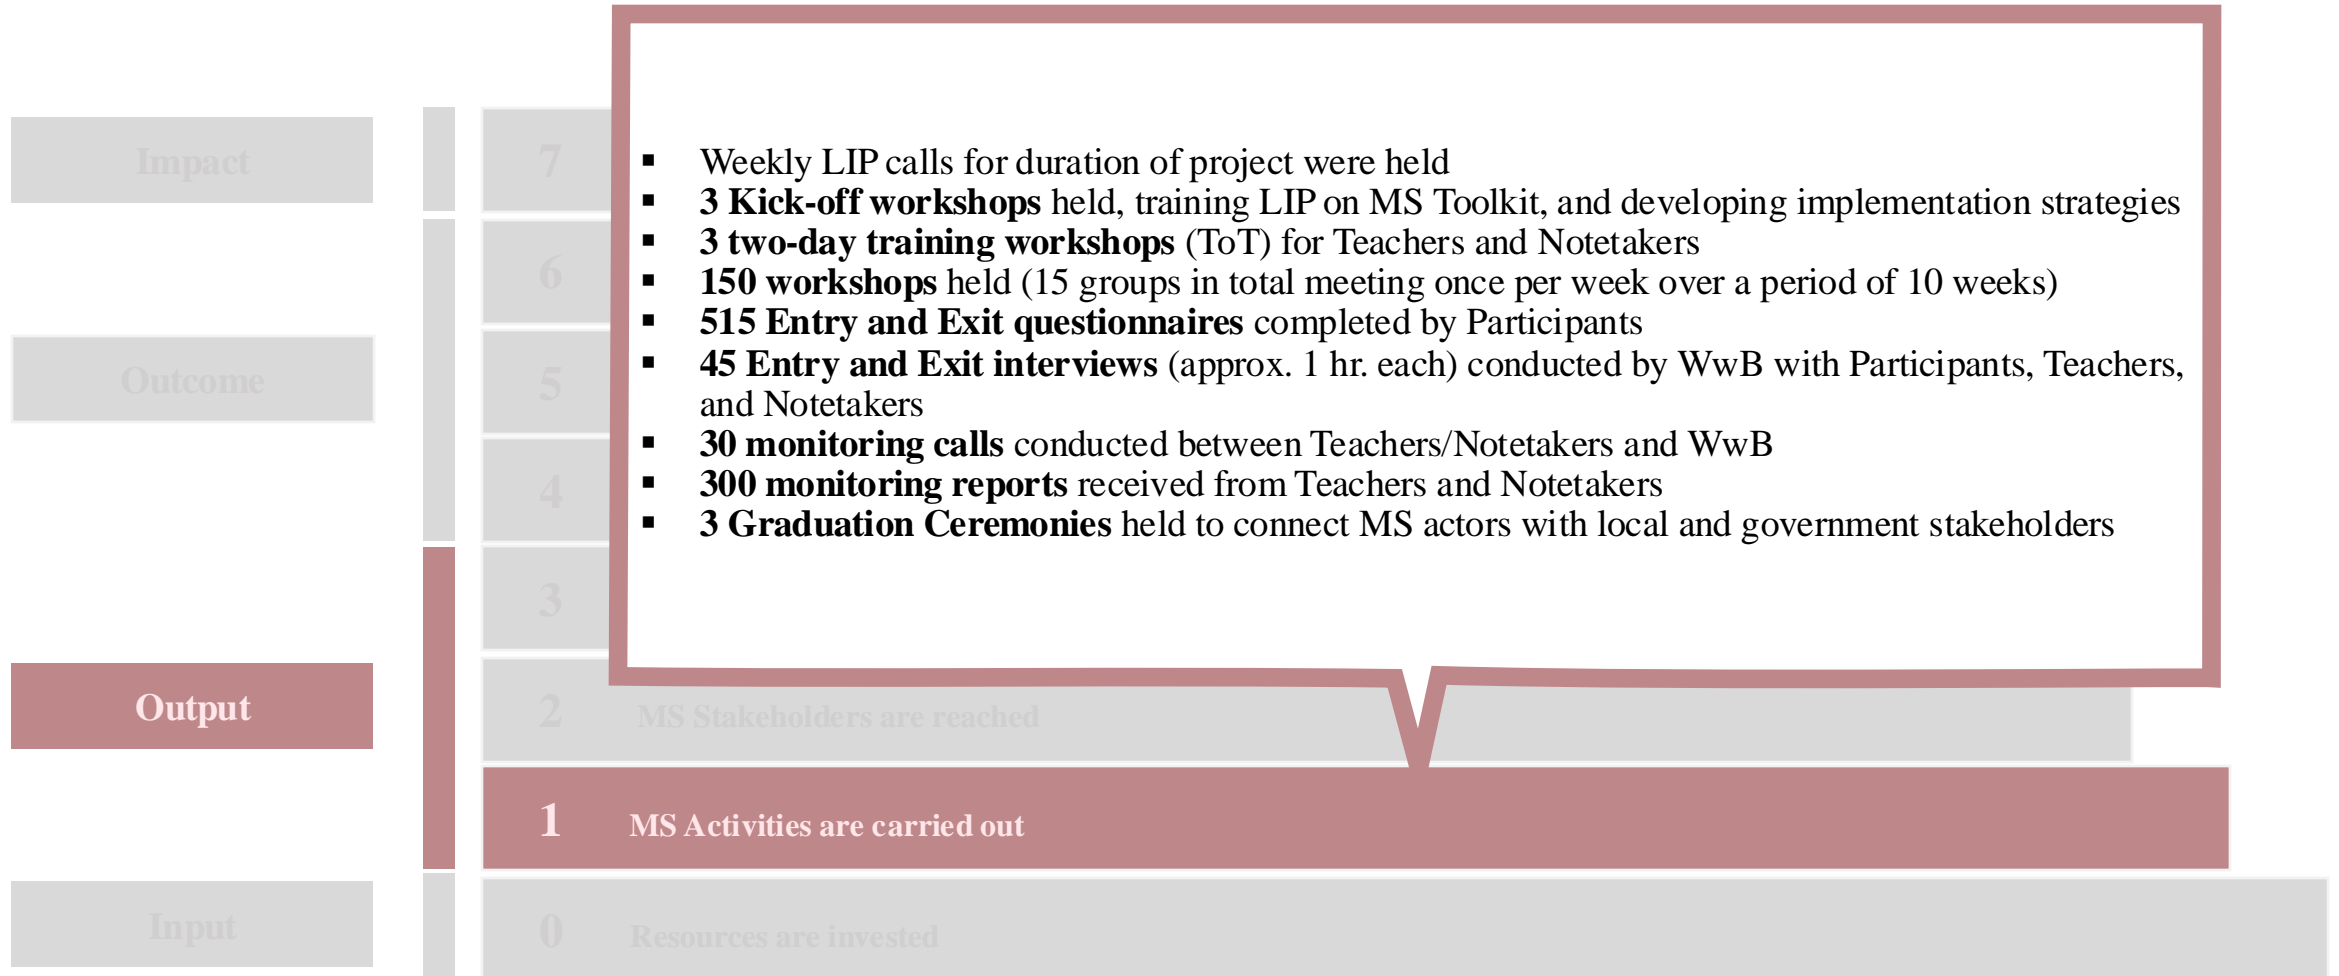 Impact
7
▪ Weekly LIP calls for duration of project were held
▪ 3 Kick-off workshops held, training LIP on MS Toolkit, and developing implementation strategies
▪ 3 two-day training workshops (ToT) for Teachers and Notetakers
6
▪ 150 workshops held (15 groups in total meeting once per week over a period of 10 weeks)
▪ 515 Entry and Exit questionnaires completed by Participants
Outcome
5
▪ 45 Entry and Exit interviews (approx. 1 hr. each) conducted by WwB with Participants, Teachers,
and Notetakers
▪ 30 monitoring calls conducted between Teachers/Notetakers and WwB
4
▪ 300 monitoring reports received from Teachers and Notetakers
▪ 3 Graduation Ceremonies held to connect MS actors with local and government stakeholders
3
Output
2 MS Stakeholders are reached
1 MS Activities are carried out
Input
0 Resources are invested